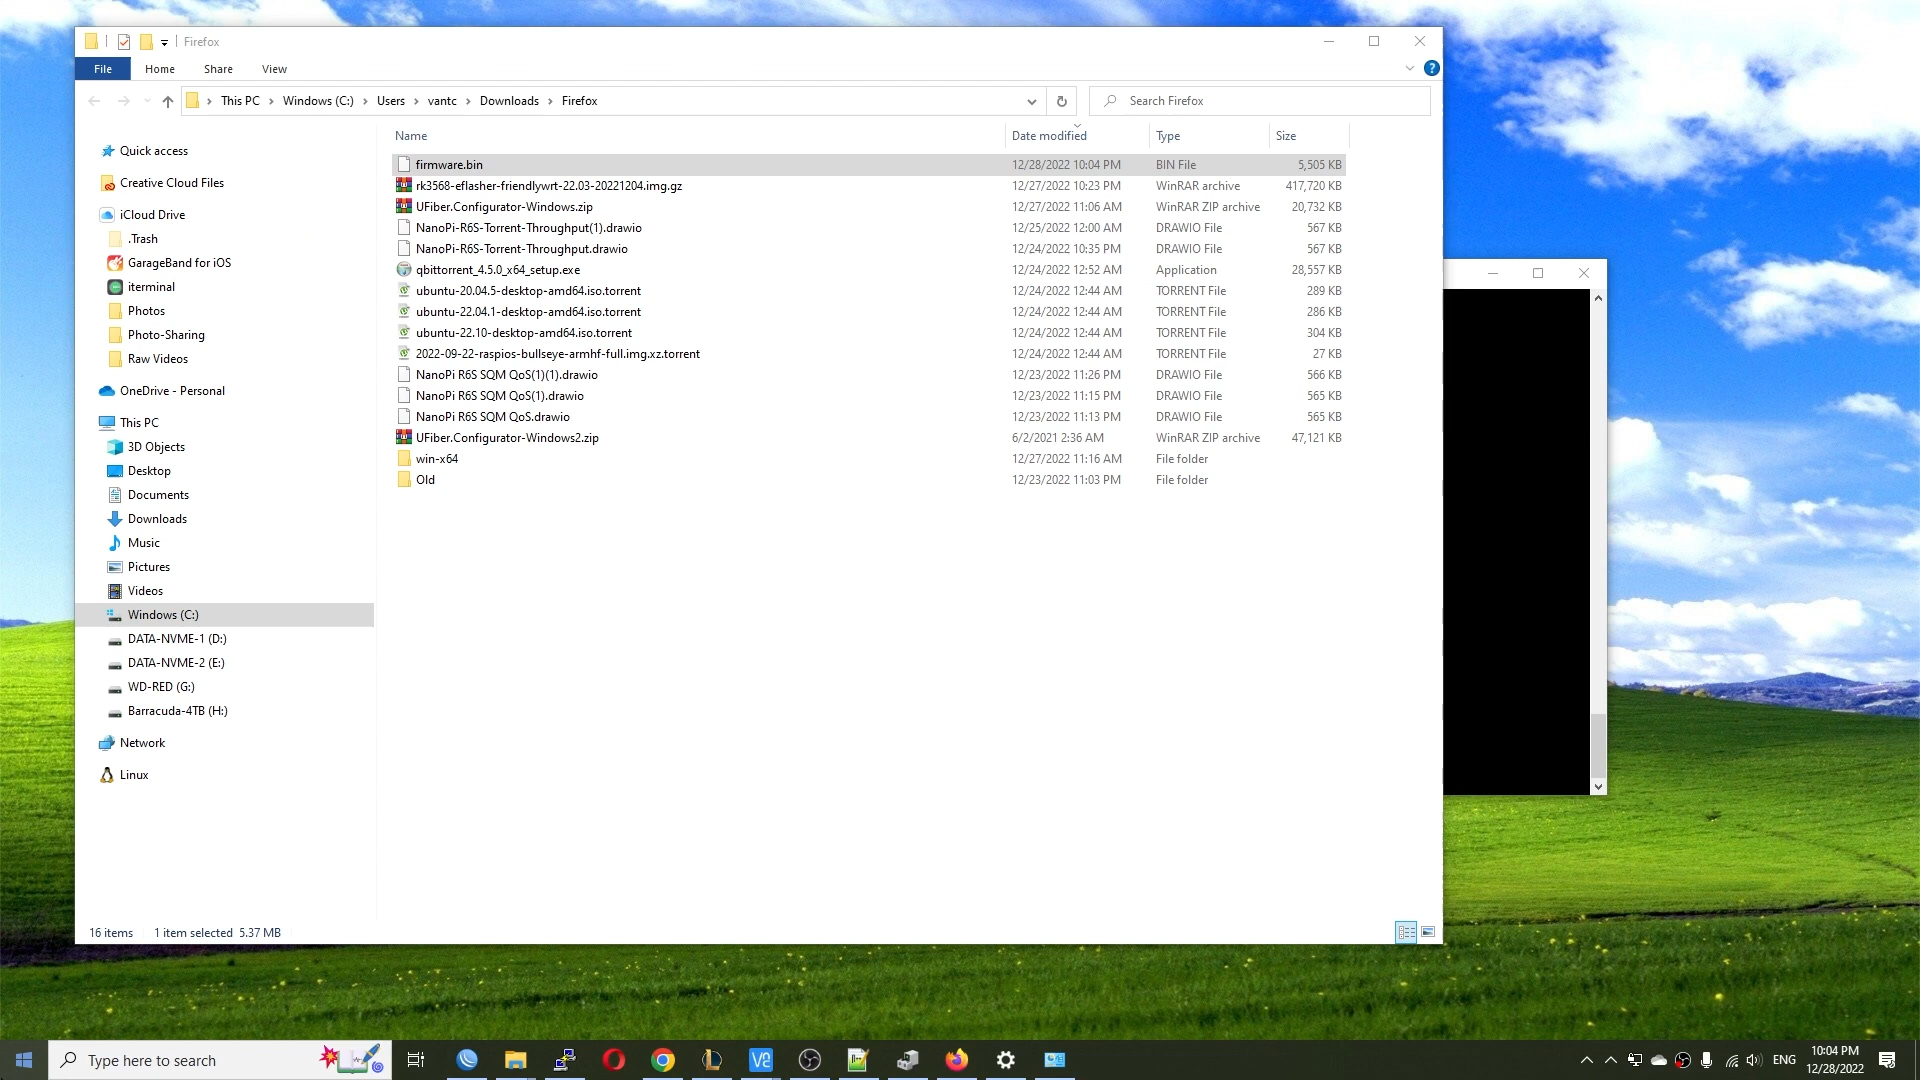 Firefox
File Home Share View
This PC Windows (C:) Users vantc Downloads Firefox
Search Firefox
Name Date modified Type Size
firmware.bin 12/28/2022 10:04 PM BIN File 5,505 KB
rk3568-eflasher-friendlywrt-22.03-20221204.img.gz 12/27/2022 10:23 PM WinRAR archive 417,720 KB
UFiber.Configurator-Windows.zip 12/27/2022 11:06 AM WinRAR ZIP archive 20,732 KB
NanoPi-R6S-Torrent-Throughput(1).drawio 12/25/2022 12:00 AM DRAWIO File 567 KB
NanoPi-R6S-Torrent-Throughput.drawio 12/24/2022 10:35 PM DRAWIO File 567 KB
qbittorrent_4.5.0_x64_setup.exe 12/24/2022 12:52 AM Application 28,557 KB
ubuntu-20.04.5-desktop-amd64.iso.torrent 12/24/2022 12:44 AM TORRENT File 289 KB
ubuntu-22.04.1-desktop-amd64.iso.torrent 12/24/2022 12:44 AM TORRENT File 286 KB
ubuntu-22.10-desktop-amd64.iso.torrent 12/24/2022 12:44 AM TORRENT File 304 KB
2022-09-22-raspios-bullseye-armhf-full.img.xz.torrent 12/24/2022 12:44 AM TORRENT File 27 KB
NanoPi R6S SQM QoS(1)(1).drawio 12/23/2022 11:26 PM DRAWIO File 566 KB
NanoPi R6S SQM QoS(1).drawio 12/23/2022 11:15 PM DRAWIO File 565 KB
NanoPi R6S SQM QoS.drawio 12/23/2022 11:13 PM DRAWIO File 565 KB
UFiber.Configurator-Windows2.zip 6/2/2021 2:36 AM WinRAR ZIP archive 47,121 KB
win-x64 12/27/2022 11:16 AM File folder
Old 12/23/2022 11:03 PM File folder
Quick access
Creative Cloud Files
iCloud Drive
.Trash
GarageBand for iOS
iterminal
Photos
Photo-Sharing
Raw Videos
OneDrive - Personal
This PC
3D Objects
Desktop
Documents
Downloads
Music
Pictures
Videos
Windows (C:)
DATA-NVME-1 (D:)
DATA-NVME-2 (E:)
WD-RED (G:)
Barracuda-4TB (H:)
Network
Linux
16 items 1 item selected 5.37 MB
Type here to search
ENG
10:04 PM
12/28/2022